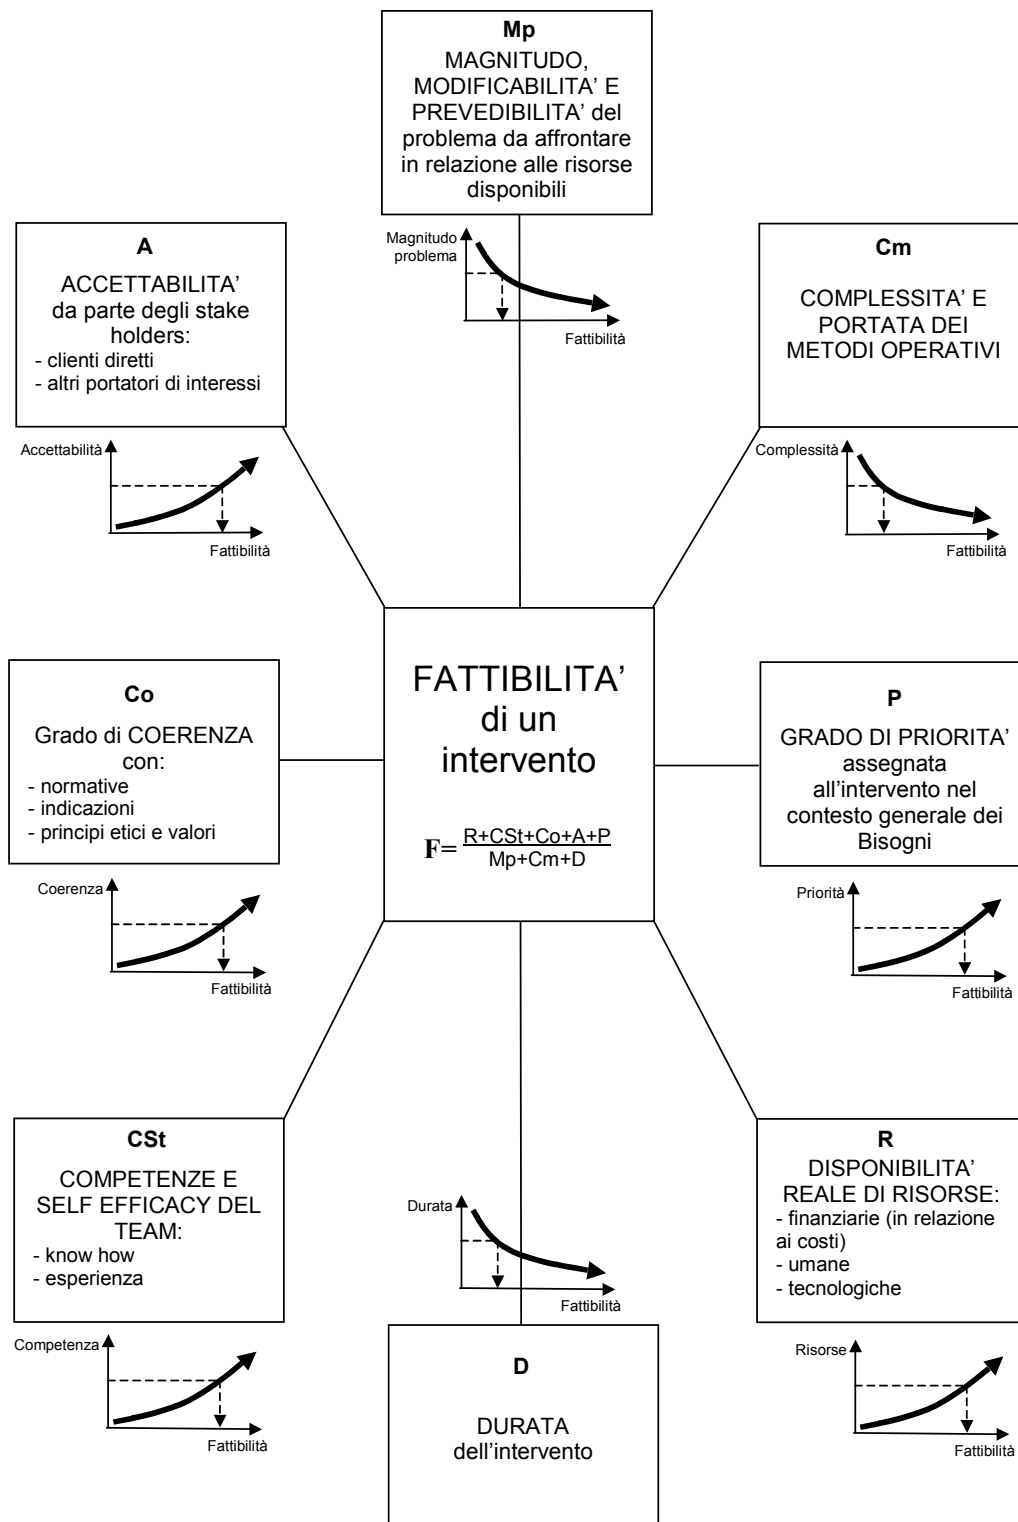 Mp
MAGNITUDO,
MODIFICABILITA’ E
PREVEDIBILITA’ del
problema da affrontare
in relazione alle risorse
disponibili
Magnitudo
problema
Fattibilità
A
ACCETTABILITA’
da parte degli stake
holders:
- clienti diretti
- altri portatori di interessi
Accettabilità
Fattibilità
Cm
COMPLESSITA’ E
PORTATA DEI
METODI OPERATIVI
Complessità
Fattibilità
Co
Grado di COERENZA
con:
- normative
- indicazioni
- principi etici e valori
Coerenza
Fattibilità
FATTIBILITA’
di un
intervento
F= R+CSt+Co+A+P
Mp+Cm+D
P
GRADO DI PRIORITA’
assegnata
all’intervento nel
contesto generale dei
Bisogni
Priorità
Fattibilità
CSt
COMPETENZE E
SELF EFFICACY DEL
TEAM:
- know how
- esperienza
Competenza
Fattibilità
Durata
Fattibilità
D
DURATA
dell’intervento
R
DISPONIBILITA’
REALE DI RISORSE:
- finanziarie (in relazione
ai costi)
- umane
- tecnologiche
Risorse
Fattibilità